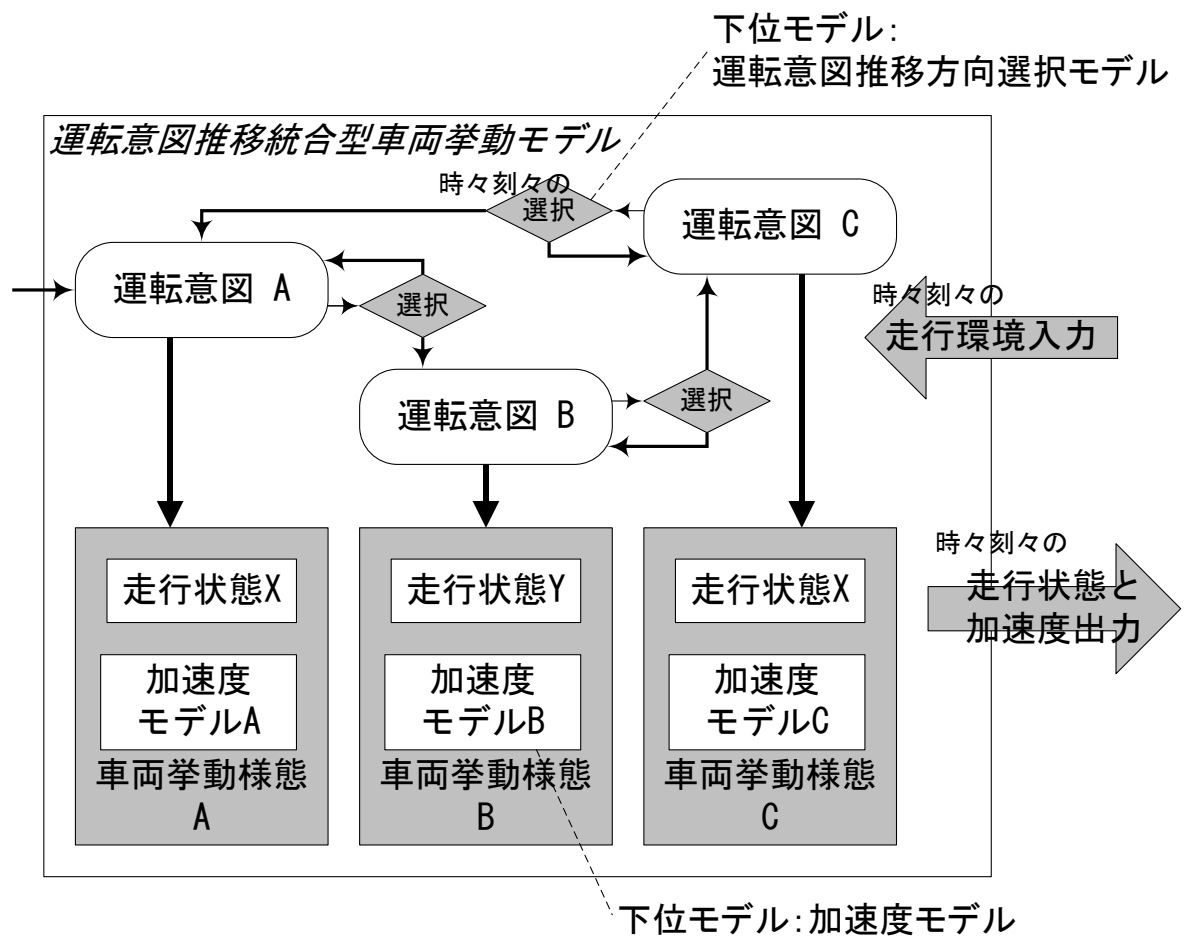 下位モデル：
運転意図推移方向選択モデル
運転意図推移統合型車両挙動モデル
時々刻々の
選択
運転意図 C
運転意図 A
選択
時々刻々の
走行環境入力
運転意図 B
選択
時々刻々の
走行状態と
加速度出力
走行状態X
加速度
モデルA
車両挙動様態
A
走行状態Y
加速度
モデルB
車両挙動様態
B
走行状態X
加速度
モデルC
車両挙動様態
C
下位モデル：加速度モデル